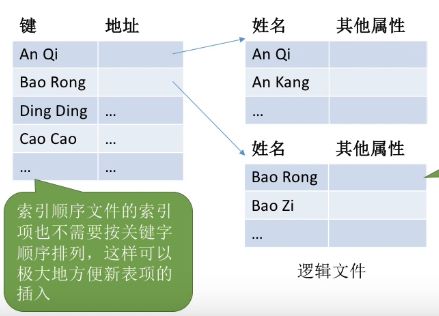 键 地址
An Qi
Bao Rong
Ding Ding …
Cao Cao …
… …
索引顺序文件的索引
项也不需要按关键字
顺序排列，这样可以
极大地方便新表项的
插入
姓名 其他属性
An Qi
An Kang
…
姓名 其他属性
Bao Rong
Bao Zi
…
逻辑文件